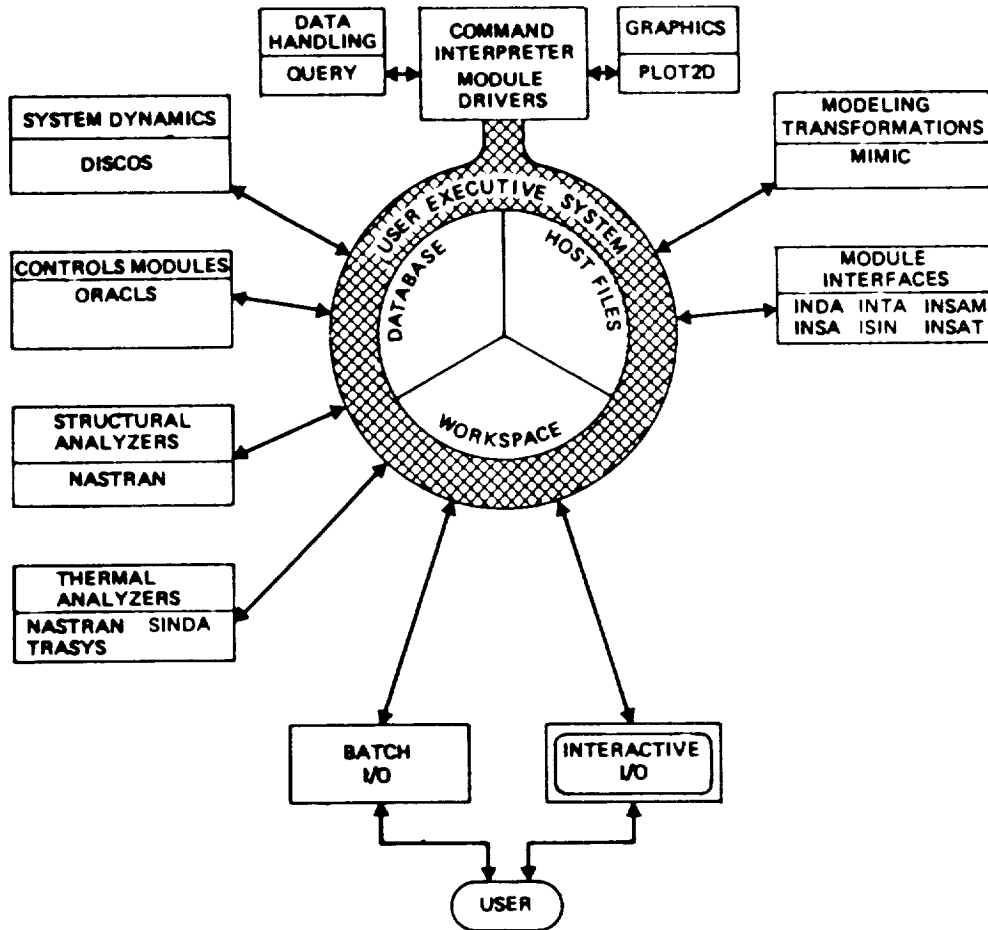 DATA
HANDLING
QUERY
COMMAND
INTERPRETER
MODULE
DRIVERS
GRAPHICS
PLOT2D
SYSTEM DYNAMICS
DISCOS
MODELING
TRANSFORMATIONS
MIMIC
USER EXECUTIVE SYSTEM
DATABASE
HOST FILES
WORKSPACE
CONTROLS MODULES
ORACLS
MODULE
INTERFACES
INDA INTA INSAM
INSA ISIN INSAT
STRUCTURAL
ANALYZERS
NASTRAN
THERMAL
ANALYZERS
NASTRAN SINDA
TRASYS
BATCH
I/O
INTERACTIVE
I/O
USER